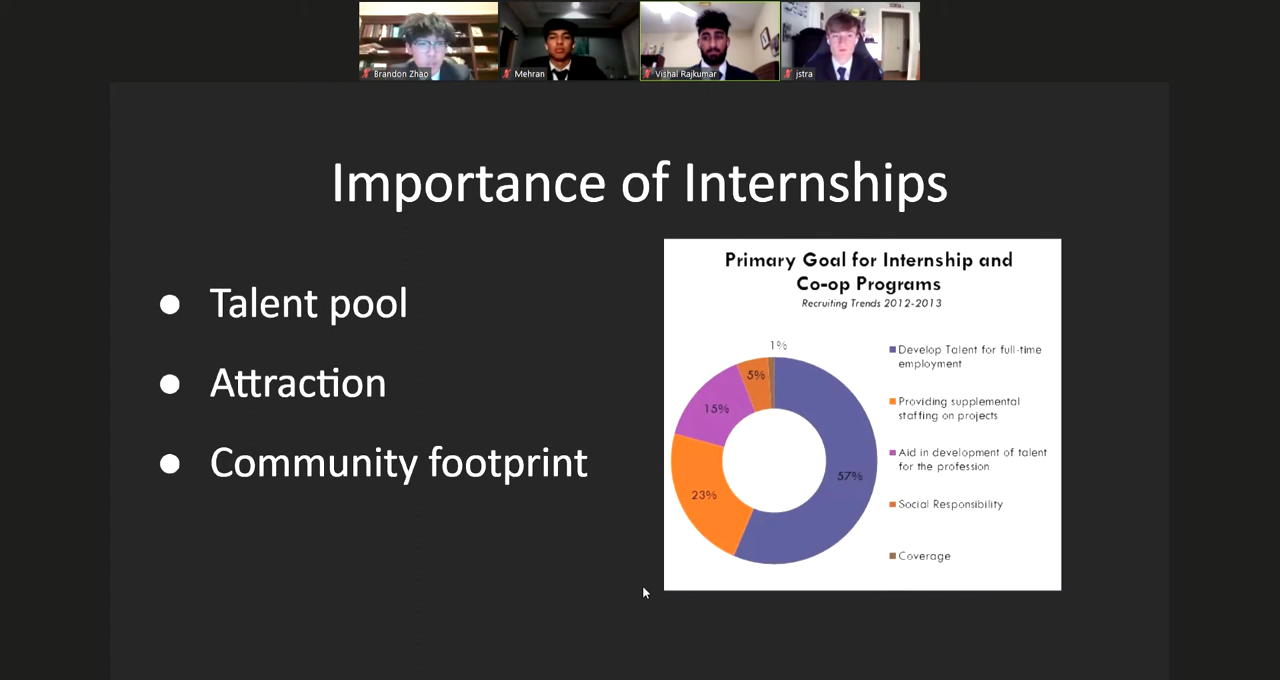 Brandon Zhao
Mehran
Vishal Rajkumar
jstra
Importance of Internships
● Talent pool
● Attraction
● Community footprint
Primary Goal for Internship and
Co-op Programs
Recruiting Trends 2012-2013
1%
5%
15%
23%
57%
Develop Talent for full-time
employment
Providing supplemental
staffing on projects
Aid in development of talent
for the profession
Social Responsibility
Coverage